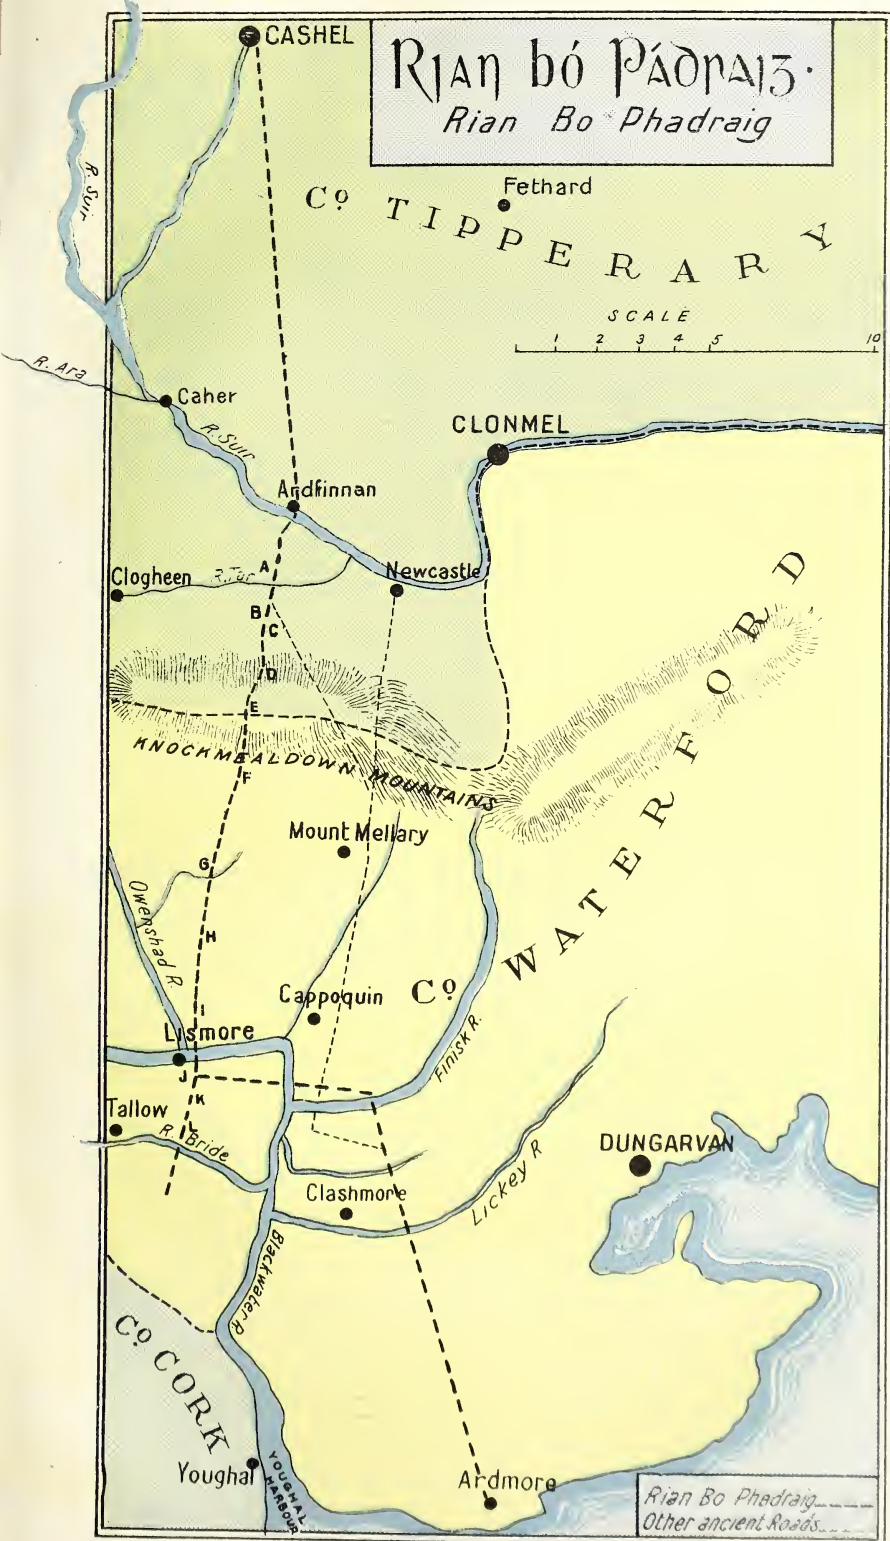 CASHEL
Rian bó Pádraig.
Rian Bo Phadraig
R. Suir
Fethard
Co TIPPERARY
SCALE
1 2 3 4 5 10
R. Ara
Caher
R. Suir
CLONMEL
Ardfinnan
A
Clogheen
R. Tar
Newcastle
B
C
D
E
KNOCKMEALDOWN MOUNTAINS
F
Mount Mellary
G
Owenshad R.
H
Co WATERFORD
Cappoquin
I
Lismore
Finisk R.
J
K
Tallow
L
R. Bride
DUNGARVAN
Clashmore
Lickey R
Blackwater R.
Co CORK
Youghal
YOUGHAL HARBOUR
Ardmore
Rian Bo Phadraig
Other ancient Roads